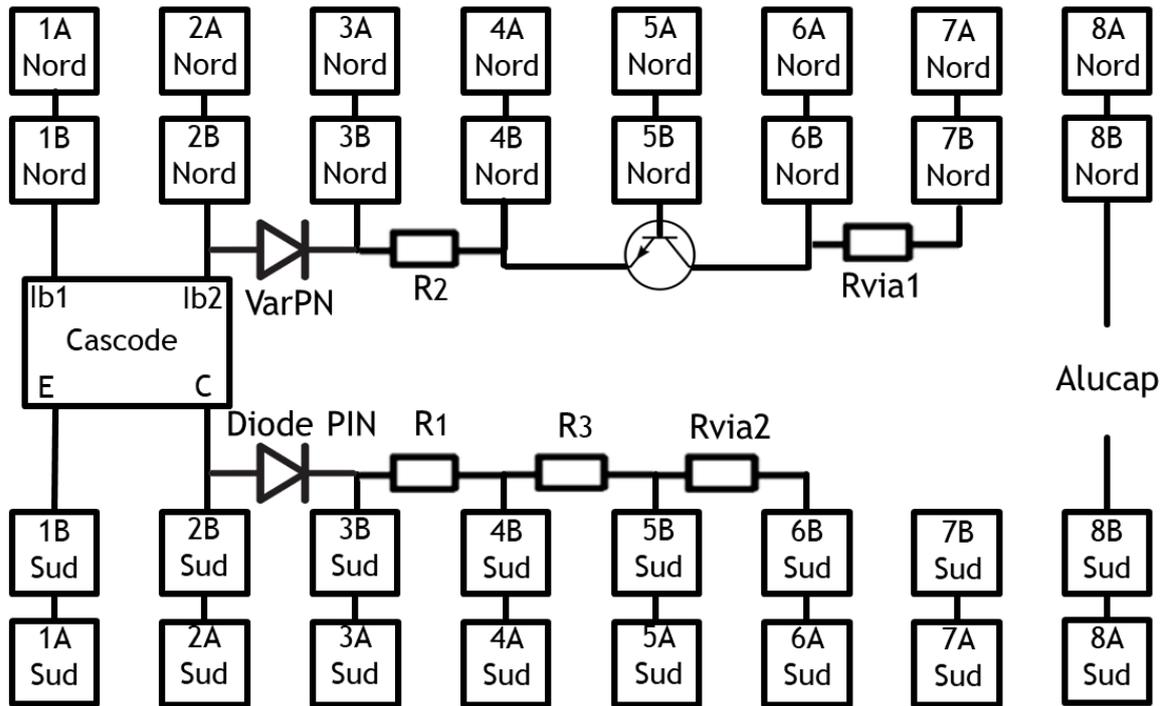 1A
Nord
2A
Nord
3A
Nord
4A
Nord
5A
Nord
6A
Nord
7A
Nord
8A
Nord
1B
Nord
2B
Nord
3B
Nord
4B
Nord
5B
Nord
6B
Nord
7B
Nord
8B
Nord
VarPN
R2
Rvia1
Ib1
Ib2
Cascode
E
C
Alucap
Diode PIN
R1
R3
Rvia2
1B
Sud
2B
Sud
3B
Sud
4B
Sud
5B
Sud
6B
Sud
7B
Sud
8B
Sud
1A
Sud
2A
Sud
3A
Sud
4A
Sud
5A
Sud
6A
Sud
7A
Sud
8A
Sud